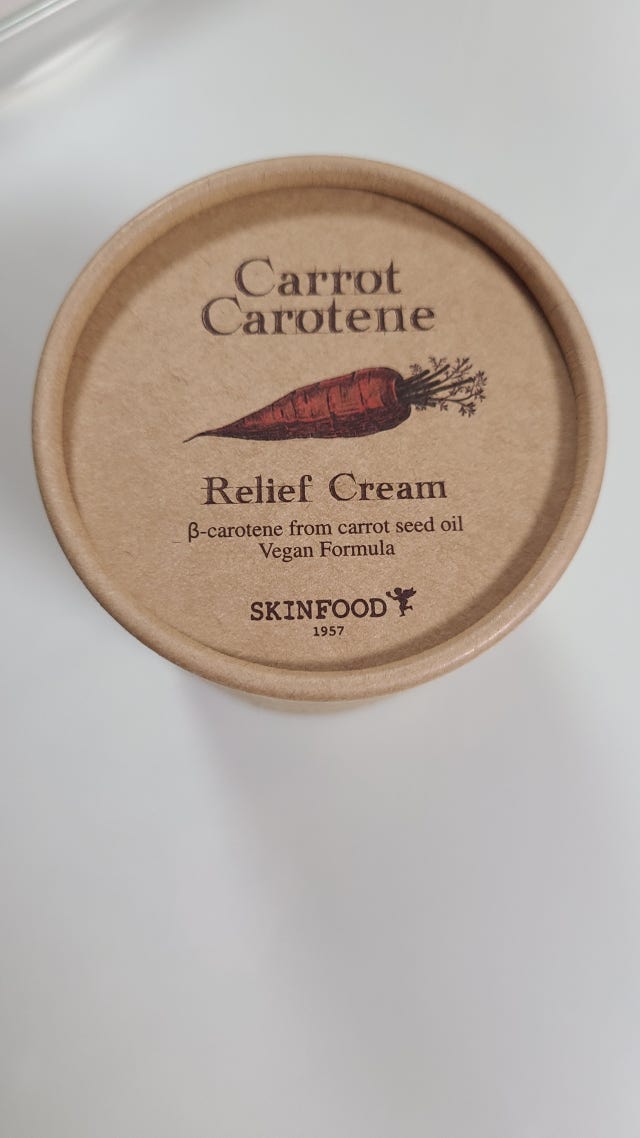 Carrot
Carotene
Relief Cream
β-carotene from carrot seed oil
Vegan Formula
SKINFOOD
1957